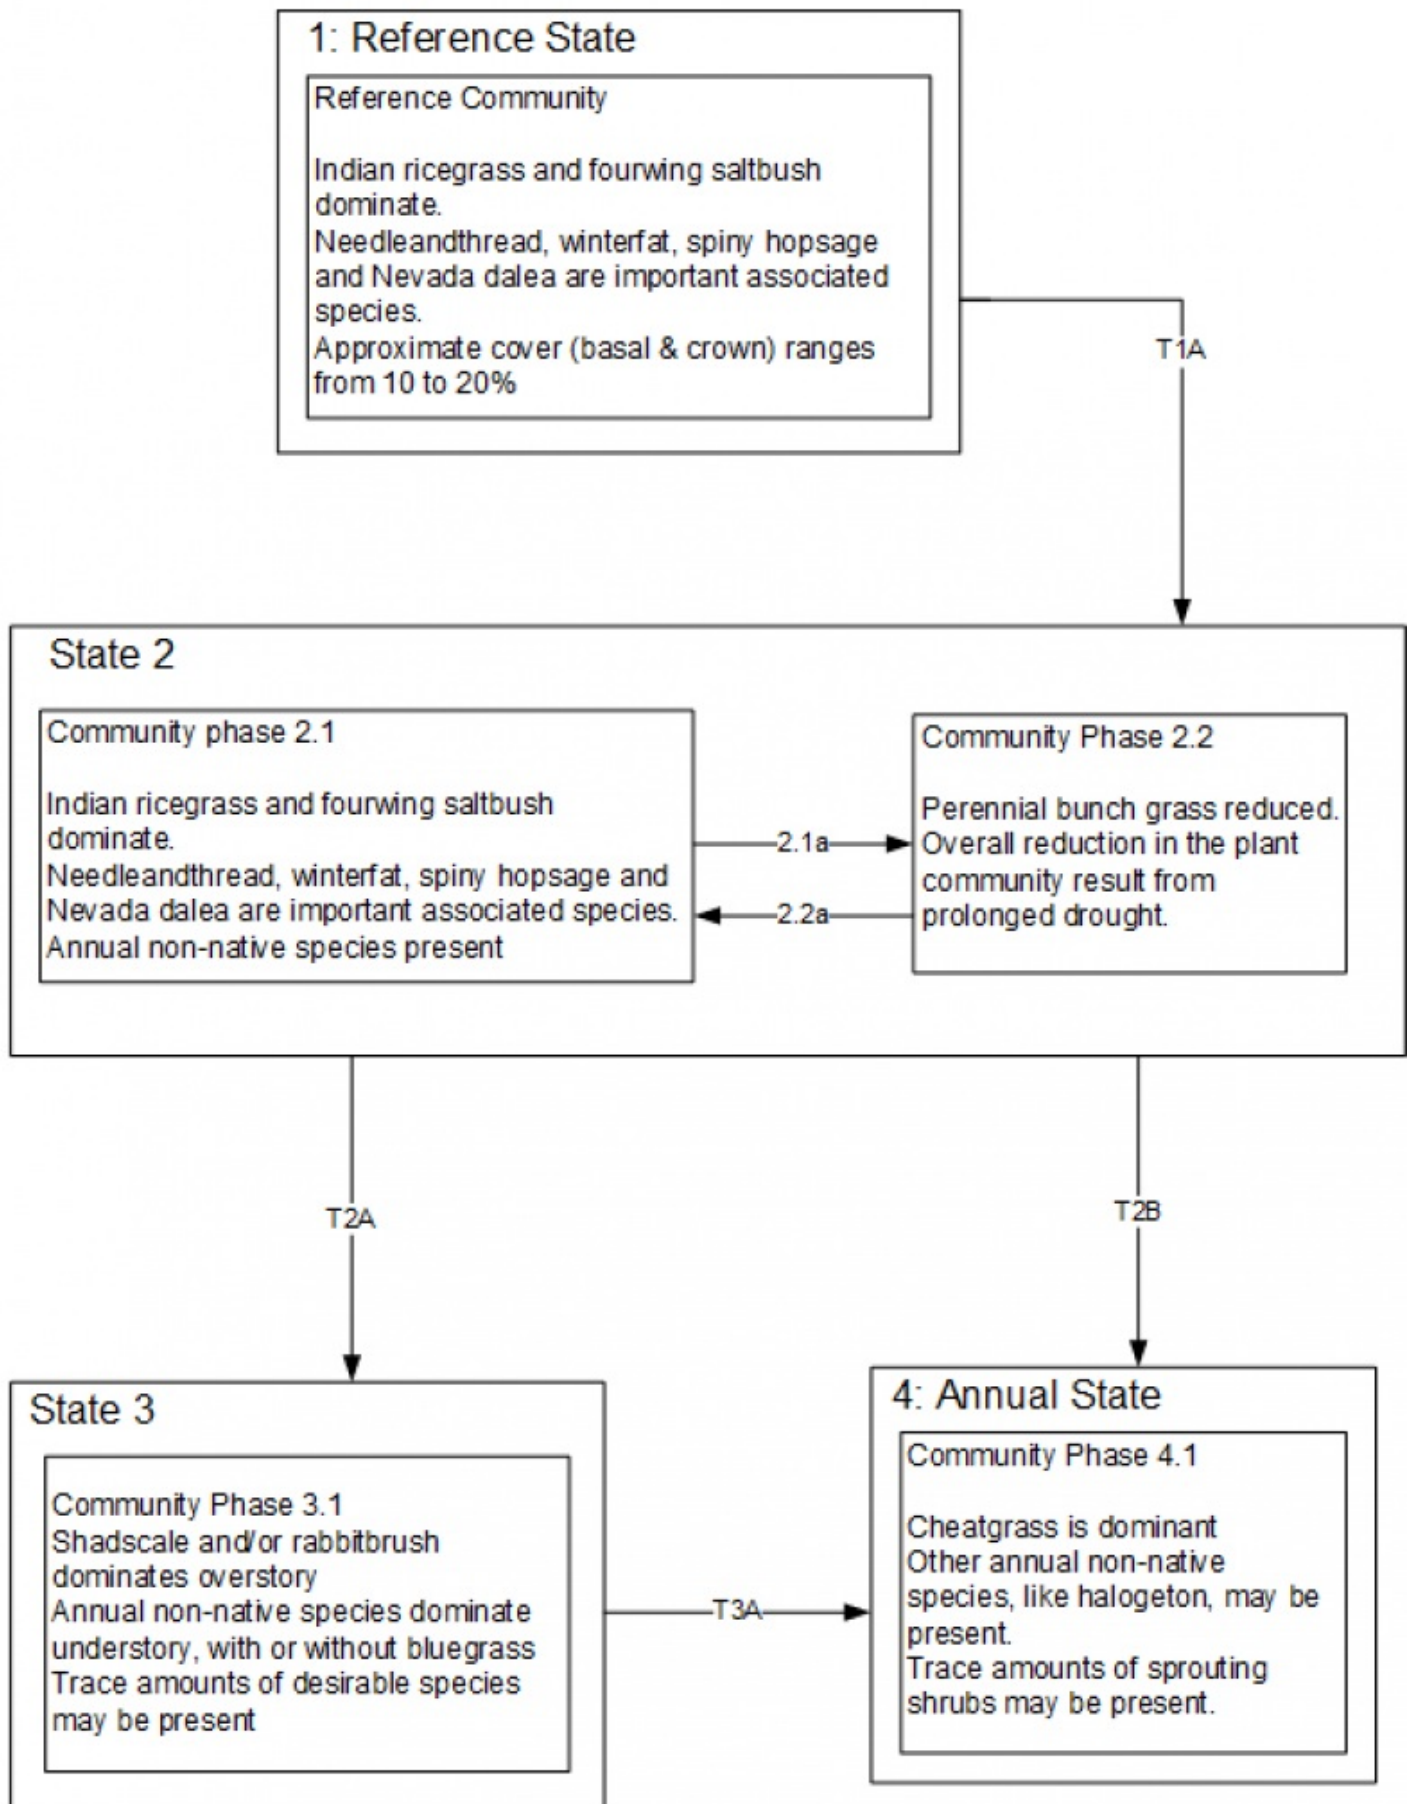 1: Reference State
Reference Community
Indian ricegrass and fourwing saltbush
dominate.
Needleandthread, winterfat, spiny hopsage
and Nevada dalea are important associated
species.
Approximate cover (basal & crown) ranges
from 10 to 20%
T1A
State 2
Community phase 2.1
Indian ricegrass and fourwing saltbush
dominate.
Needleandthread, winterfat, spiny hopsage and
Nevada dalea are important associated species.
Annual non-native species present
2.1a
2.2a
Community Phase 2.2
Perennial bunch grass reduced.
Overall reduction in the plant
community result from
prolonged drought.
T2A
T2B
State 3
Community Phase 3.1
Shadscale and/or rabbitbrush
dominates overstory
Annual non-native species dominate
understory, with or without bluegrass
Trace amounts of desirable species
may be present
T3A
4: Annual State
Community Phase 4.1
Cheatgrass is dominant
Other annual non-native
species, like halogeton, may be
present.
Trace amounts of sprouting
shrubs may be present.